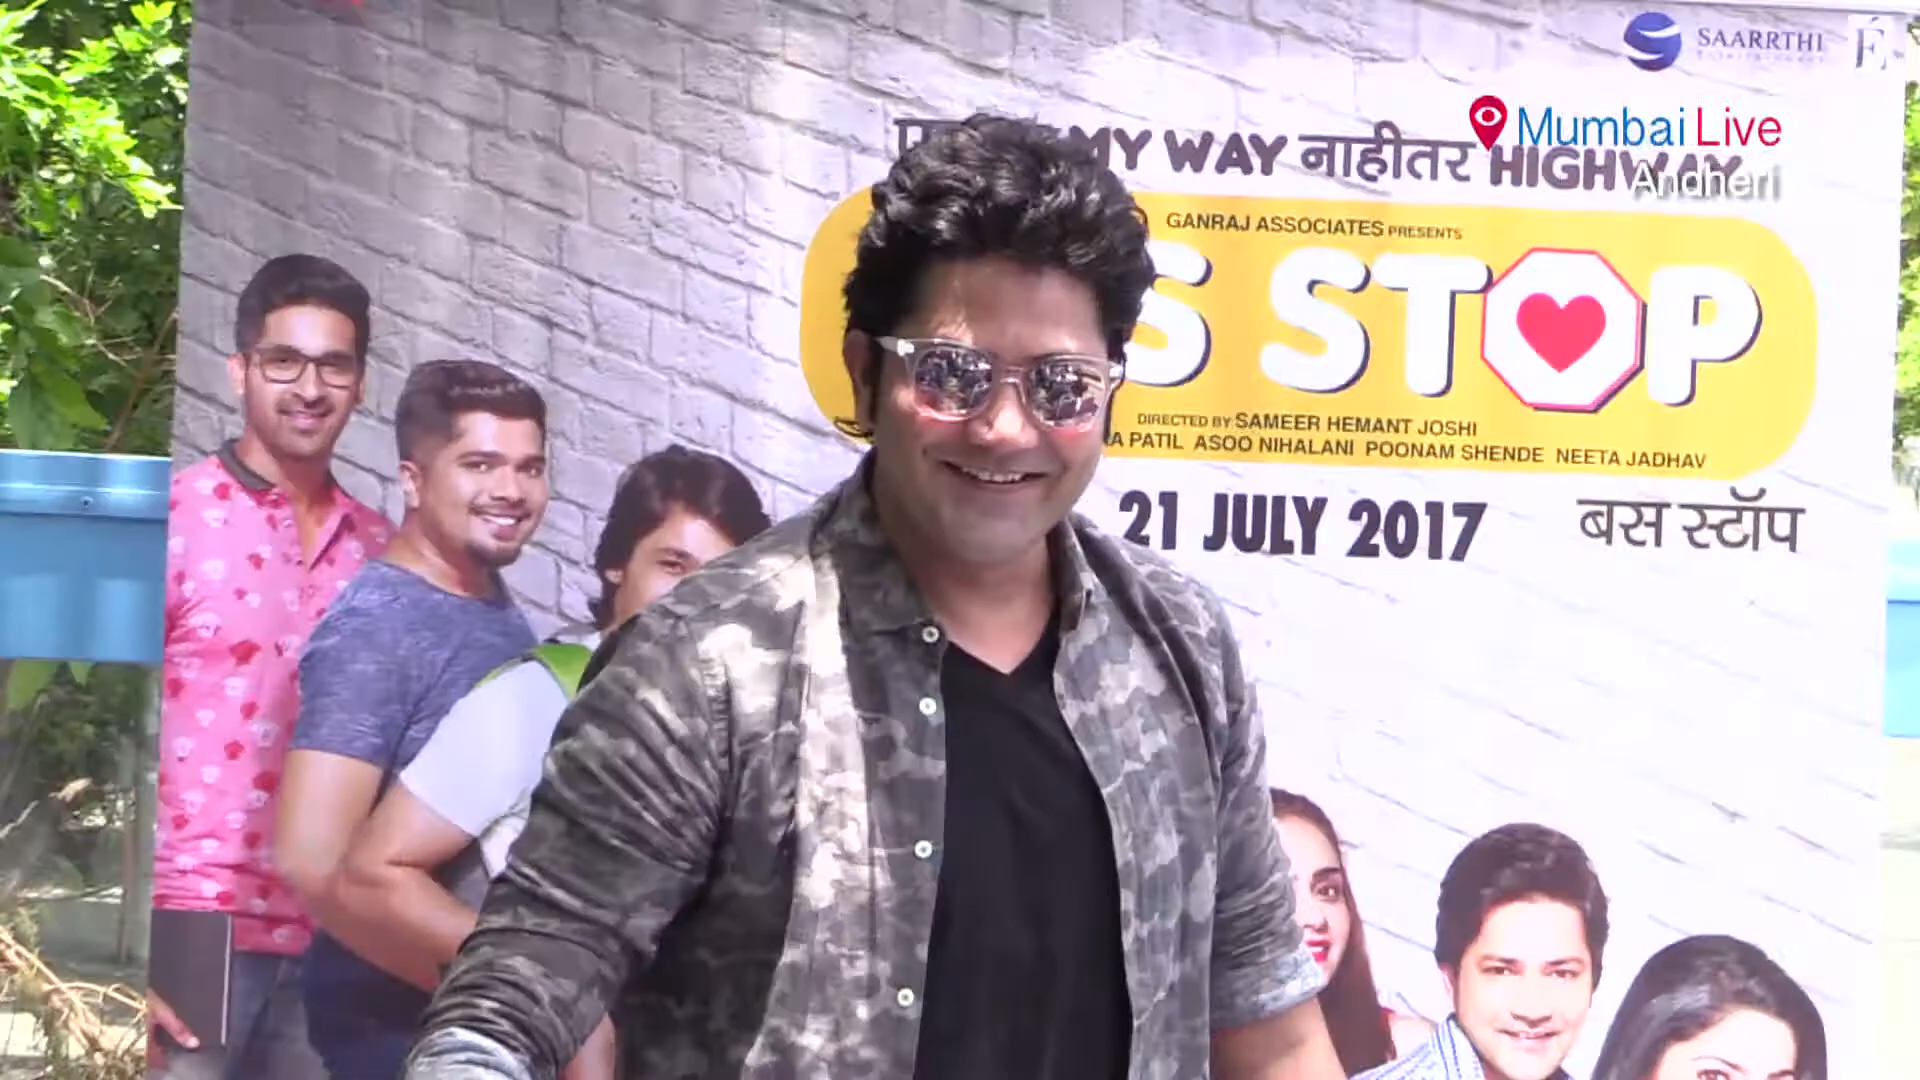 SAARRTHI
Mumbai Live
MY WAY नाहीतर HIGHWAY
Andheri
GANRAJ ASSOCIATES PRESENTS
STOP
DIRECTED BY SAMEER HEMANT JOSHI
PATIL ASOO NIHALANI POONAM SHENDE NEETA JADHAV
21 JULY 2017
बस स्टॉप